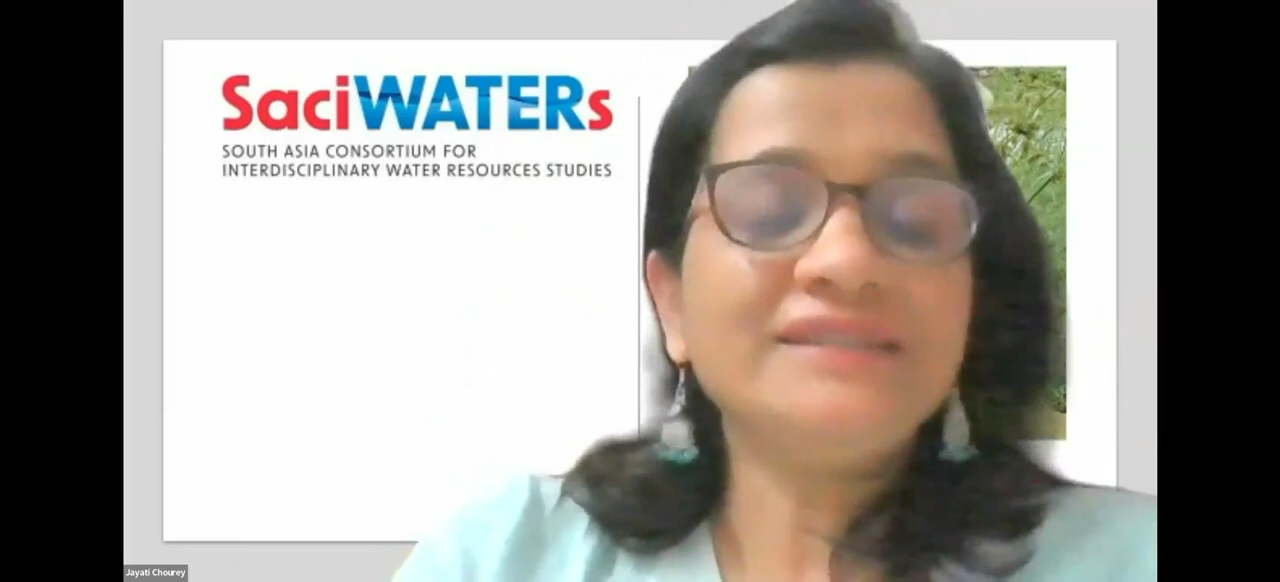 SaciWATERs
SOUTH ASIA CONSORTIUM FOR
INTERDISCIPLINARY WATER RESOURCES STUDIES
Jayati Chourey